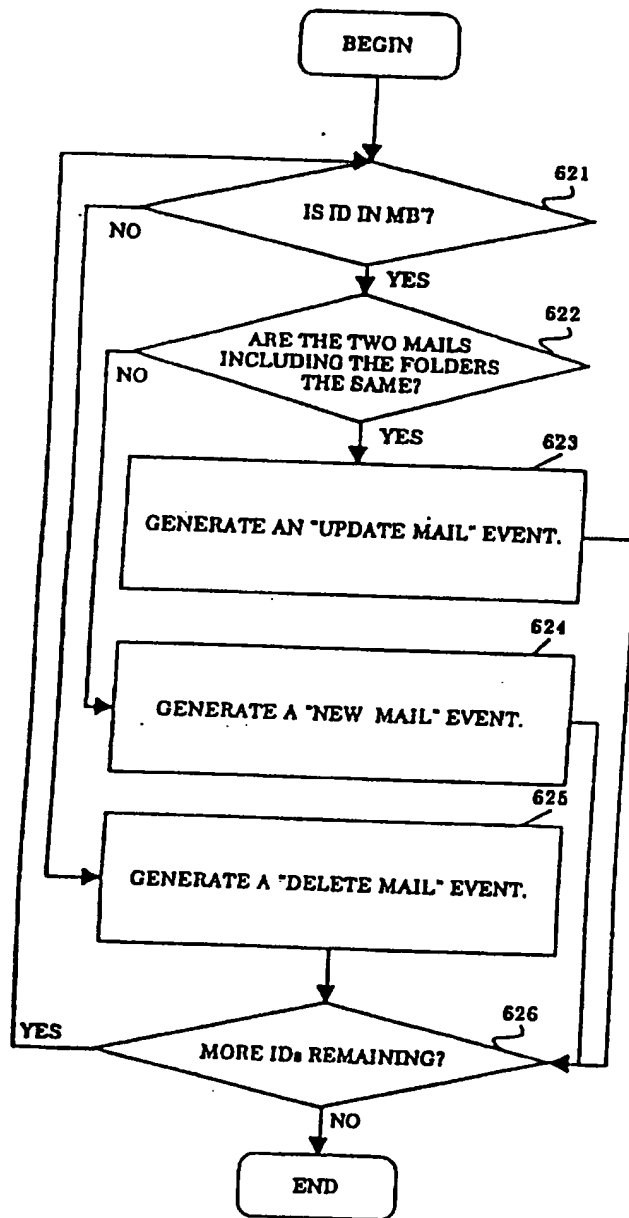 BEGIN
621
IS ID IN MB'?
NO
YES
622
ARE THE TWO MAILS
INCLUDING THE FOLDERS
THE SAME?
NO
YES
623
GENERATE AN "UPDATE MAIL" EVENT.
624
GENERATE A "NEW MAIL" EVENT.
625
GENERATE A "DELETE MAIL" EVENT.
626
YES
MORE IDs REMAINING?
NO
END